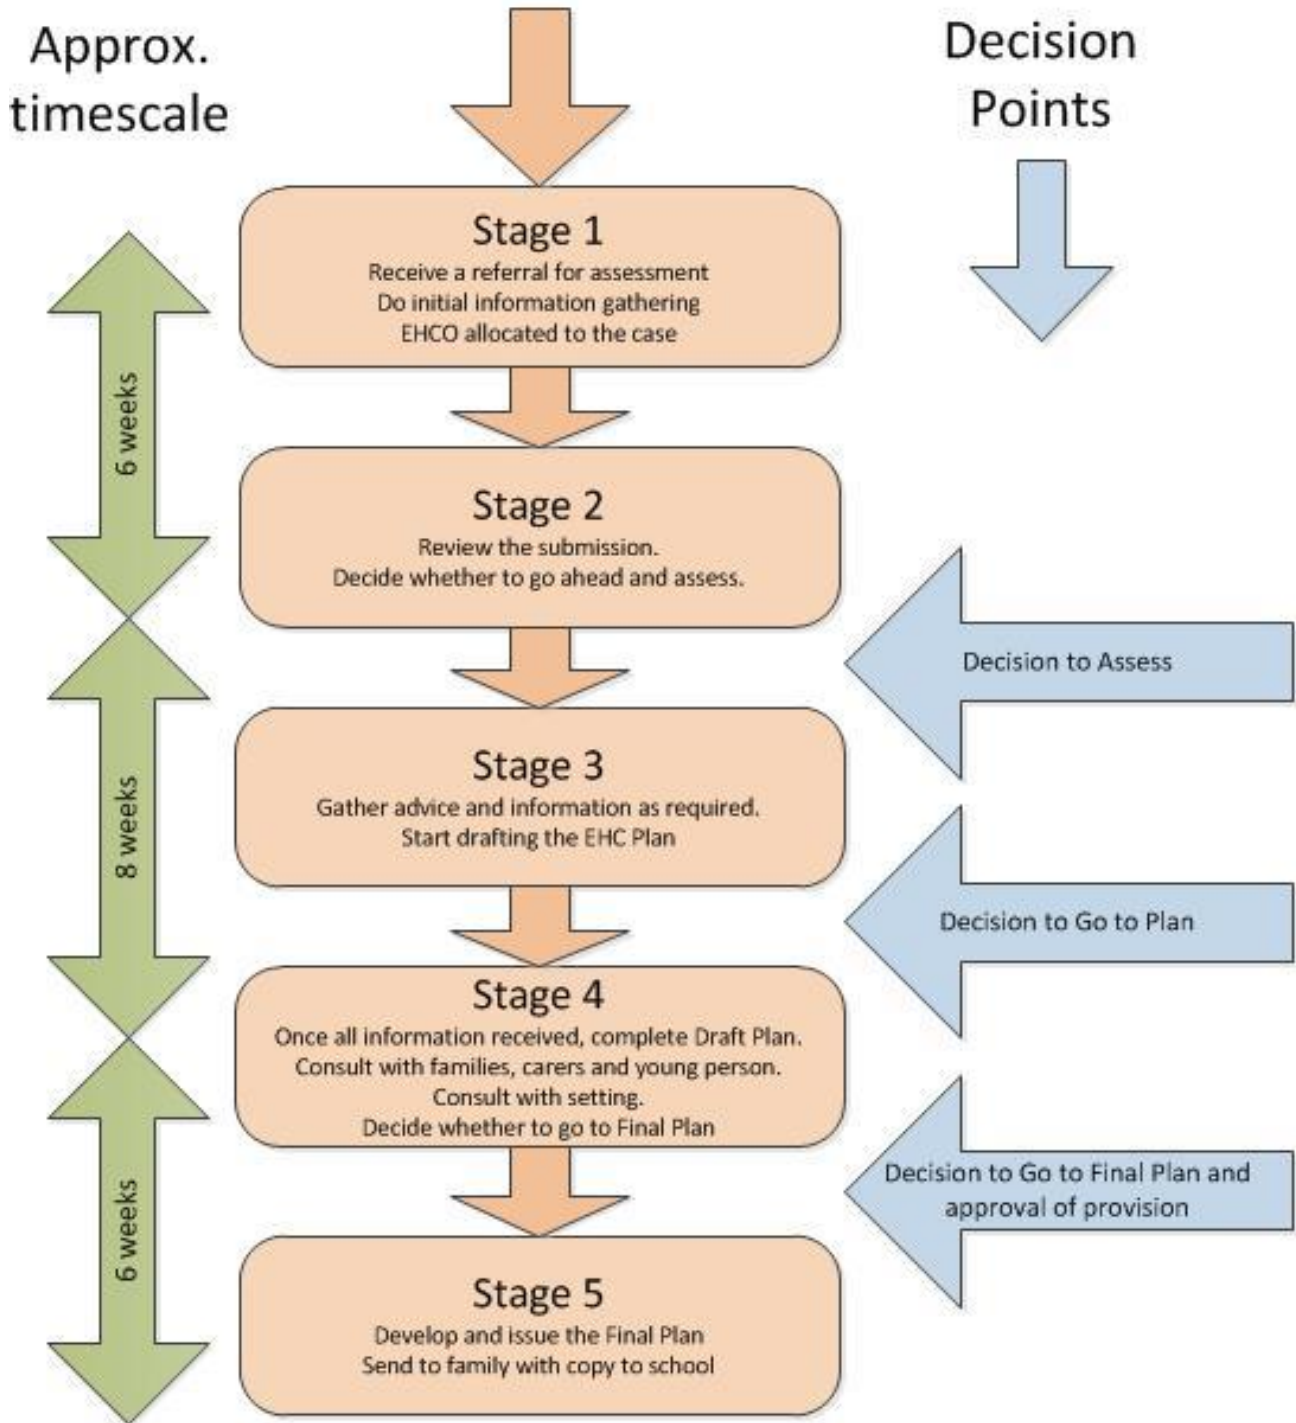 Approx.
timescale
Decision
Points
Stage 1
Receive a referral for assessment
Do initial information gathering
EHCO allocated to the case
6 weeks
Stage 2
Review the submission.
Decide whether to go ahead and assess.
Decision to Assess
Stage 3
Gather advice and information as required.
Start drafting the EHC Plan
8 weeks
Decision to Go to Plan
Stage 4
Once all information received, complete Draft Plan.
Consult with families, carers and young person.
Consult with setting.
Decide whether to go to Final Plan
Decision to Go to Final Plan and
approval of provision
6 weeks
Stage 5
Develop and issue the Final Plan
Send to family with copy to school